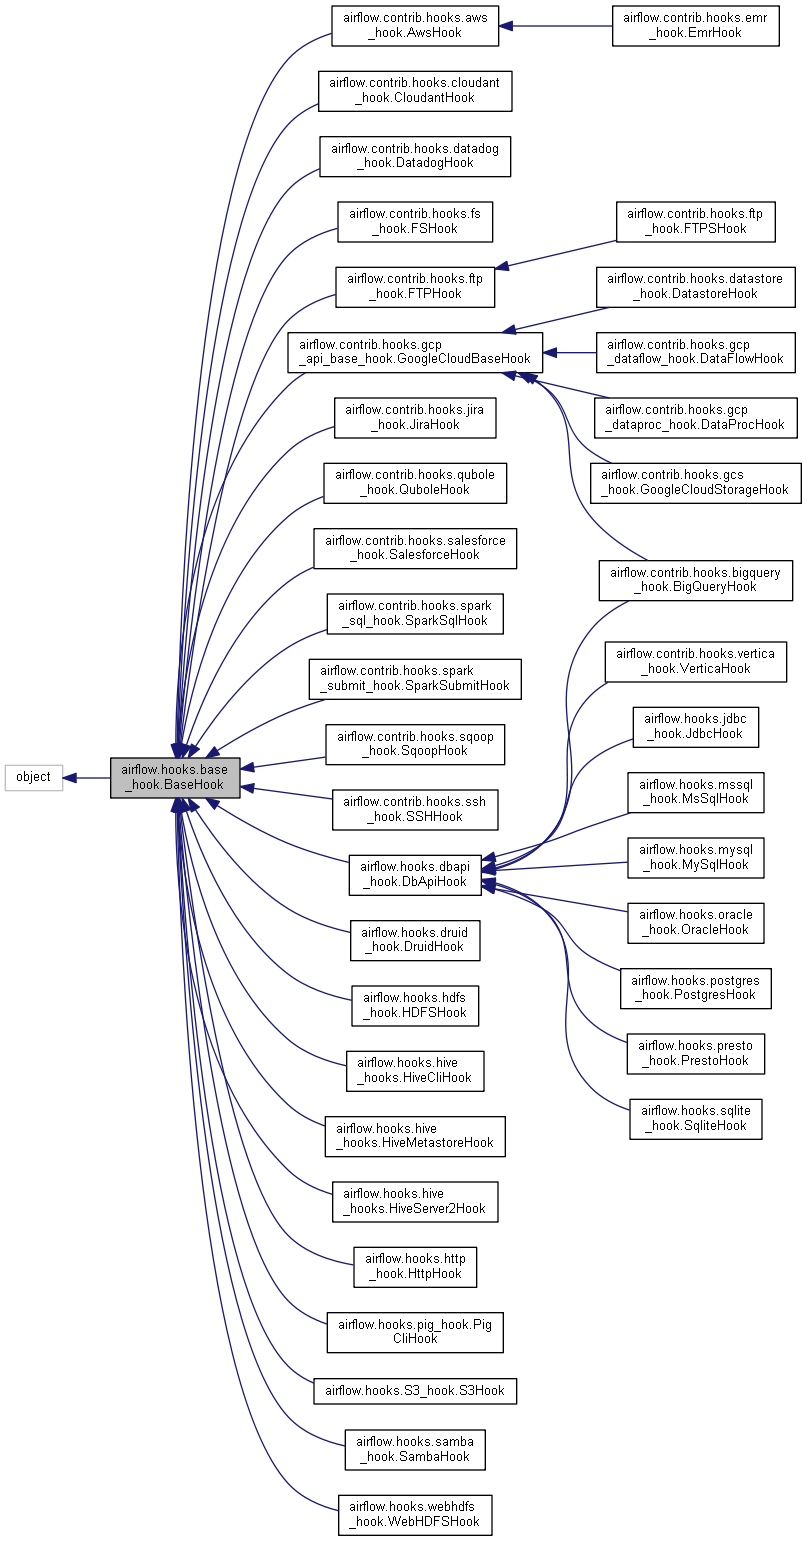 airflow.contrib.hooks.aws
_hook.AwsHook
airflow.contrib.hooks.emr
_hook.EmrHook
airflow.contrib.hooks.cloudant
_hook.CloudantHook
airflow.contrib.hooks.datadog
_hook.DatadogHook
airflow.contrib.hooks.fs
_hook.FSHook
airflow.contrib.hooks.ftp
_hook.FTPSHook
airflow.contrib.hooks.ftp
_hook.FTPHook
airflow.contrib.hooks.datastore
_hook.DatastoreHook
airflow.contrib.hooks.gcp
_api_base_hook.GoogleCloudBaseHook
airflow.contrib.hooks.gcp
_dataflow_hook.DataFlowHook
airflow.contrib.hooks.jira
_hook.JiraHook
airflow.contrib.hooks.gcp
_dataproc_hook.DataProcHook
airflow.contrib.hooks.qubole
_hook.QuboleHook
airflow.contrib.hooks.gcs
_hook.GoogleCloudStorageHook
airflow.contrib.hooks.salesforce
_hook.SalesforceHook
airflow.contrib.hooks.bigquery
_hook.BigQueryHook
airflow.contrib.hooks.spark
_sql_hook.SparkSqlHook
airflow.contrib.hooks.vertica
_hook.VerticaHook
airflow.contrib.hooks.spark
_submit_hook.SparkSubmitHook
airflow.hooks.jdbc
_hook.JdbcHook
airflow.contrib.hooks.sqoop
_hook.SqoopHook
object
airflow.hooks.base
_hook.BaseHook
airflow.hooks.mssql
_hook.MsSqlHook
airflow.contrib.hooks.ssh
_hook.SSHHook
airflow.hooks.mysql
_hook.MySqlHook
airflow.hooks.dbapi
_hook.DbApiHook
airflow.hooks.oracle
_hook.OracleHook
airflow.hooks.druid
_hook.DruidHook
airflow.hooks.postgres
_hook.PostgresHook
airflow.hooks.hdfs
_hook.HDFSHook
airflow.hooks.presto
_hook.PrestoHook
airflow.hooks.hive
_hooks.HiveCliHook
airflow.hooks.sqlite
_hook.SqliteHook
airflow.hooks.hive
_hooks.HiveMetastoreHook
airflow.hooks.hive
_hooks.HiveServer2Hook
airflow.hooks.http
_hook.HttpHook
airflow.hooks.pig_hook.Pig
CliHook
airflow.hooks.S3_hook.S3Hook
airflow.hooks.samba
_hook.SambaHook
airflow.hooks.webhdfs
_hook.WebHDFSHook